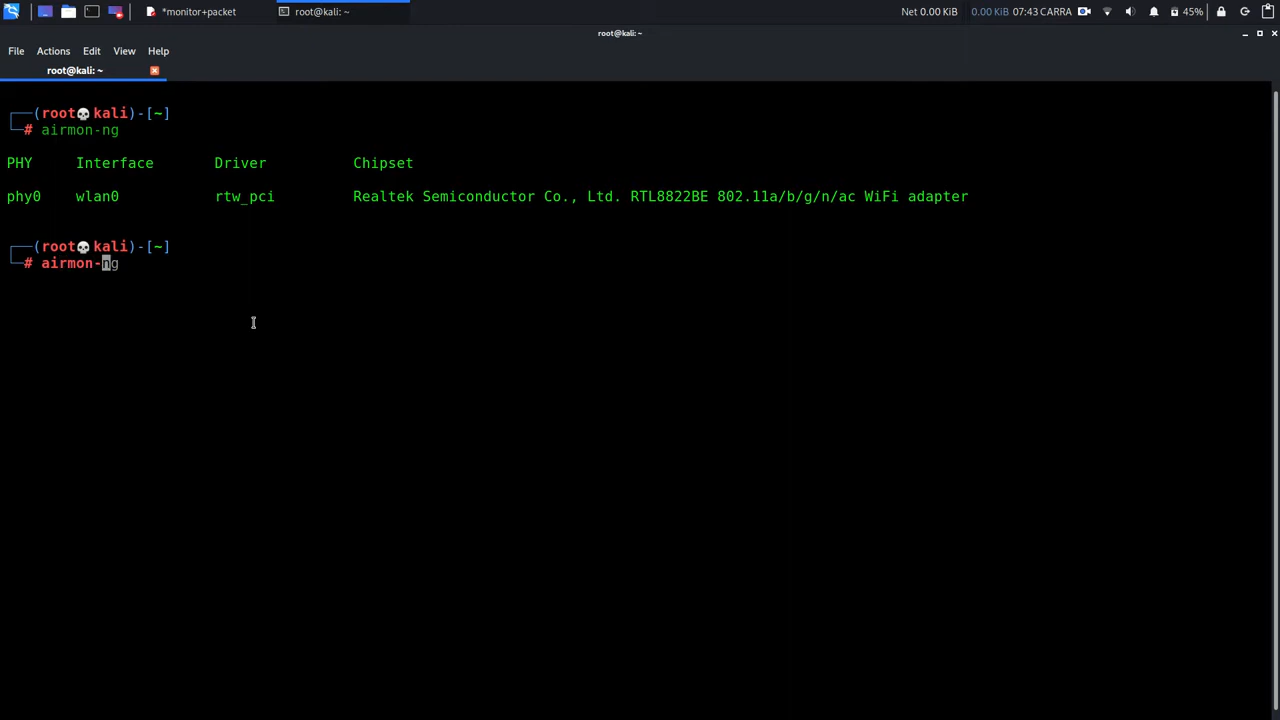 *monitor+packet root@kali: ~ Net 0.00 KiB 0.00 KiB 07:43 CARRA 45%
root@kali: ~
File Actions Edit View Help
root@kali: ~
┌──(root💀kali)-[~]
└─# airmon-ng
PHY Interface Driver Chipset
phy0 wlan0 rtw_pci Realtek Semiconductor Co., Ltd. RTL8822BE 802.11a/b/g/n/ac WiFi adapter
┌──(root💀kali)-[~]
└─# airmon-ng